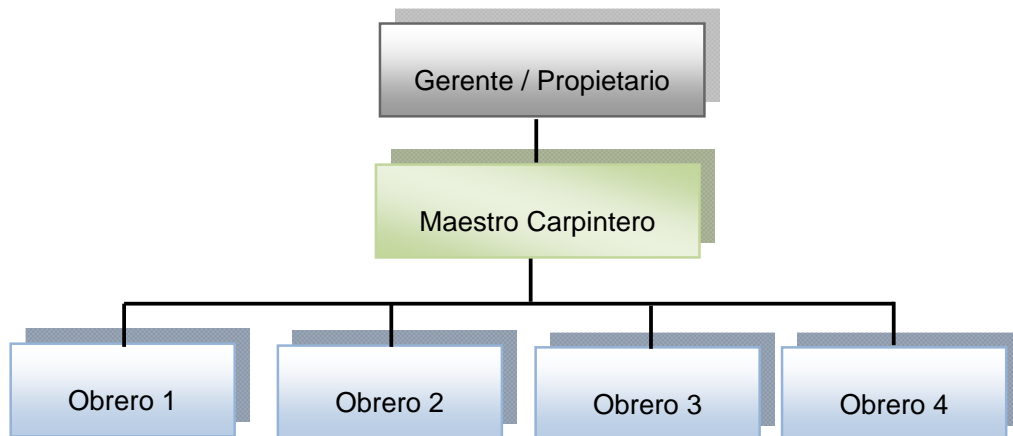 Gerente / Propietario
Maestro Carpintero
Obrero 1
Obrero 2
Obrero 3
Obrero 4